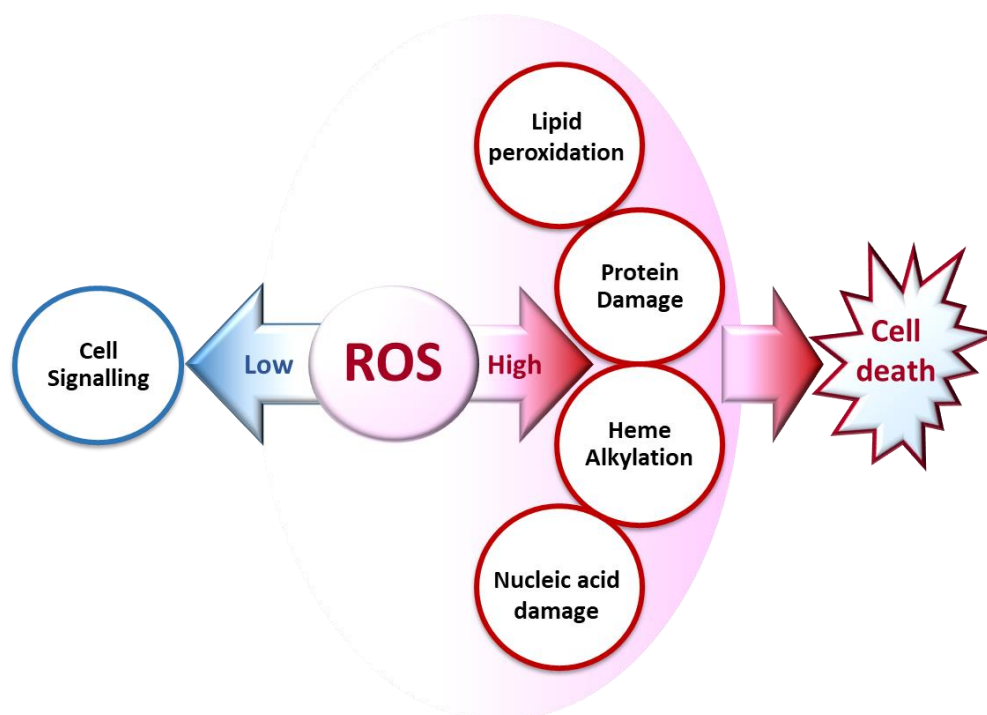 Lipid
peroxidation
Protein
Damage
Cell
Signalling
Low
ROS
High
Cell
death
Heme
Alkylation
Nucleic acid
damage